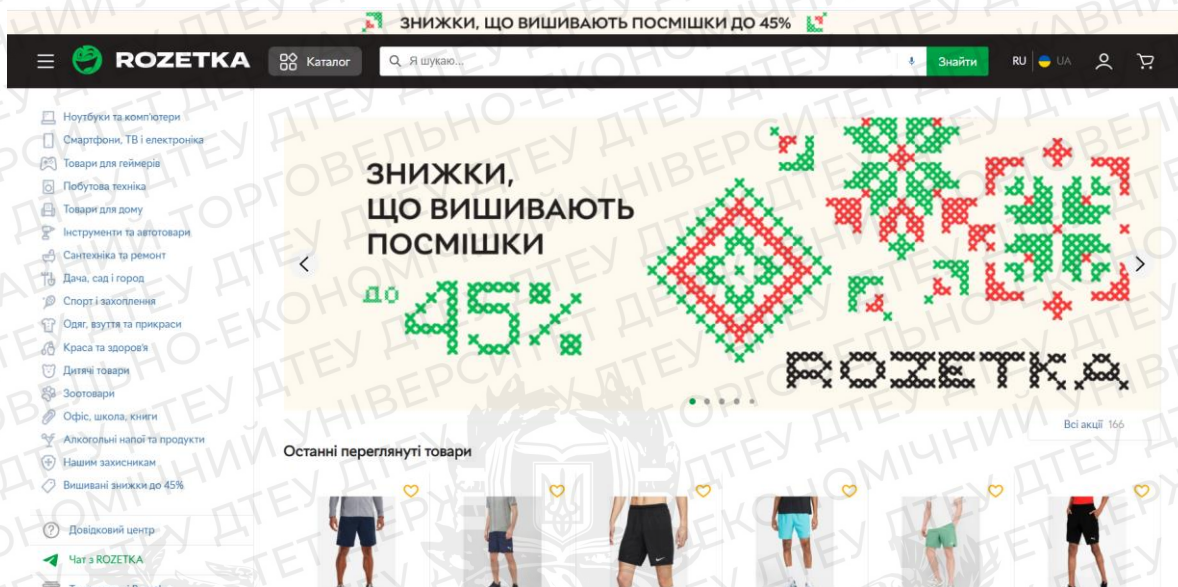 ЗНИЖКИ, ЩО ВИШИВАЮТЬ ПОСМІШКИ ДО 45%
ROZETKA
Каталог
Я шукаю...
Знайти
RU
UA
Ноутбуки та комп'ютери
Смартфони, ТВ і електроніка
Товари для геймерів
Побутова техніка
Товари для дому
Інструменти та автотовари
Сантехніка та ремонт
Дача, сад і город
Спорт і захоплення
Одяг, взуття та прикраси
Краса та здоров'я
Дитячі товари
Зоотовари
Офіс, школа, книги
Алкогольні напої та продукти
Нашим захисникам
Вишивані знижки до 45%
Довідковий центр
Чат з ROZETKA
ЗНИЖКИ,
ЩО ВИШИВАЮТЬ
ПОСМІШКИ
ДО
45%
ROZETKA
Всі акції 166
Останні переглянуті товари